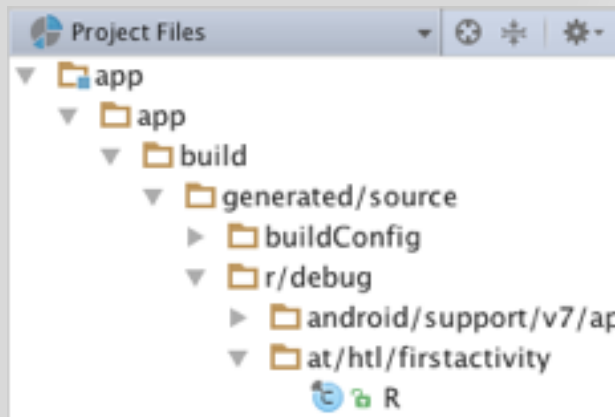 Project Files
app
app
build
generated/source
buildConfig
r/debug
android/support/v7/ap
at/htl/firstactivity
R